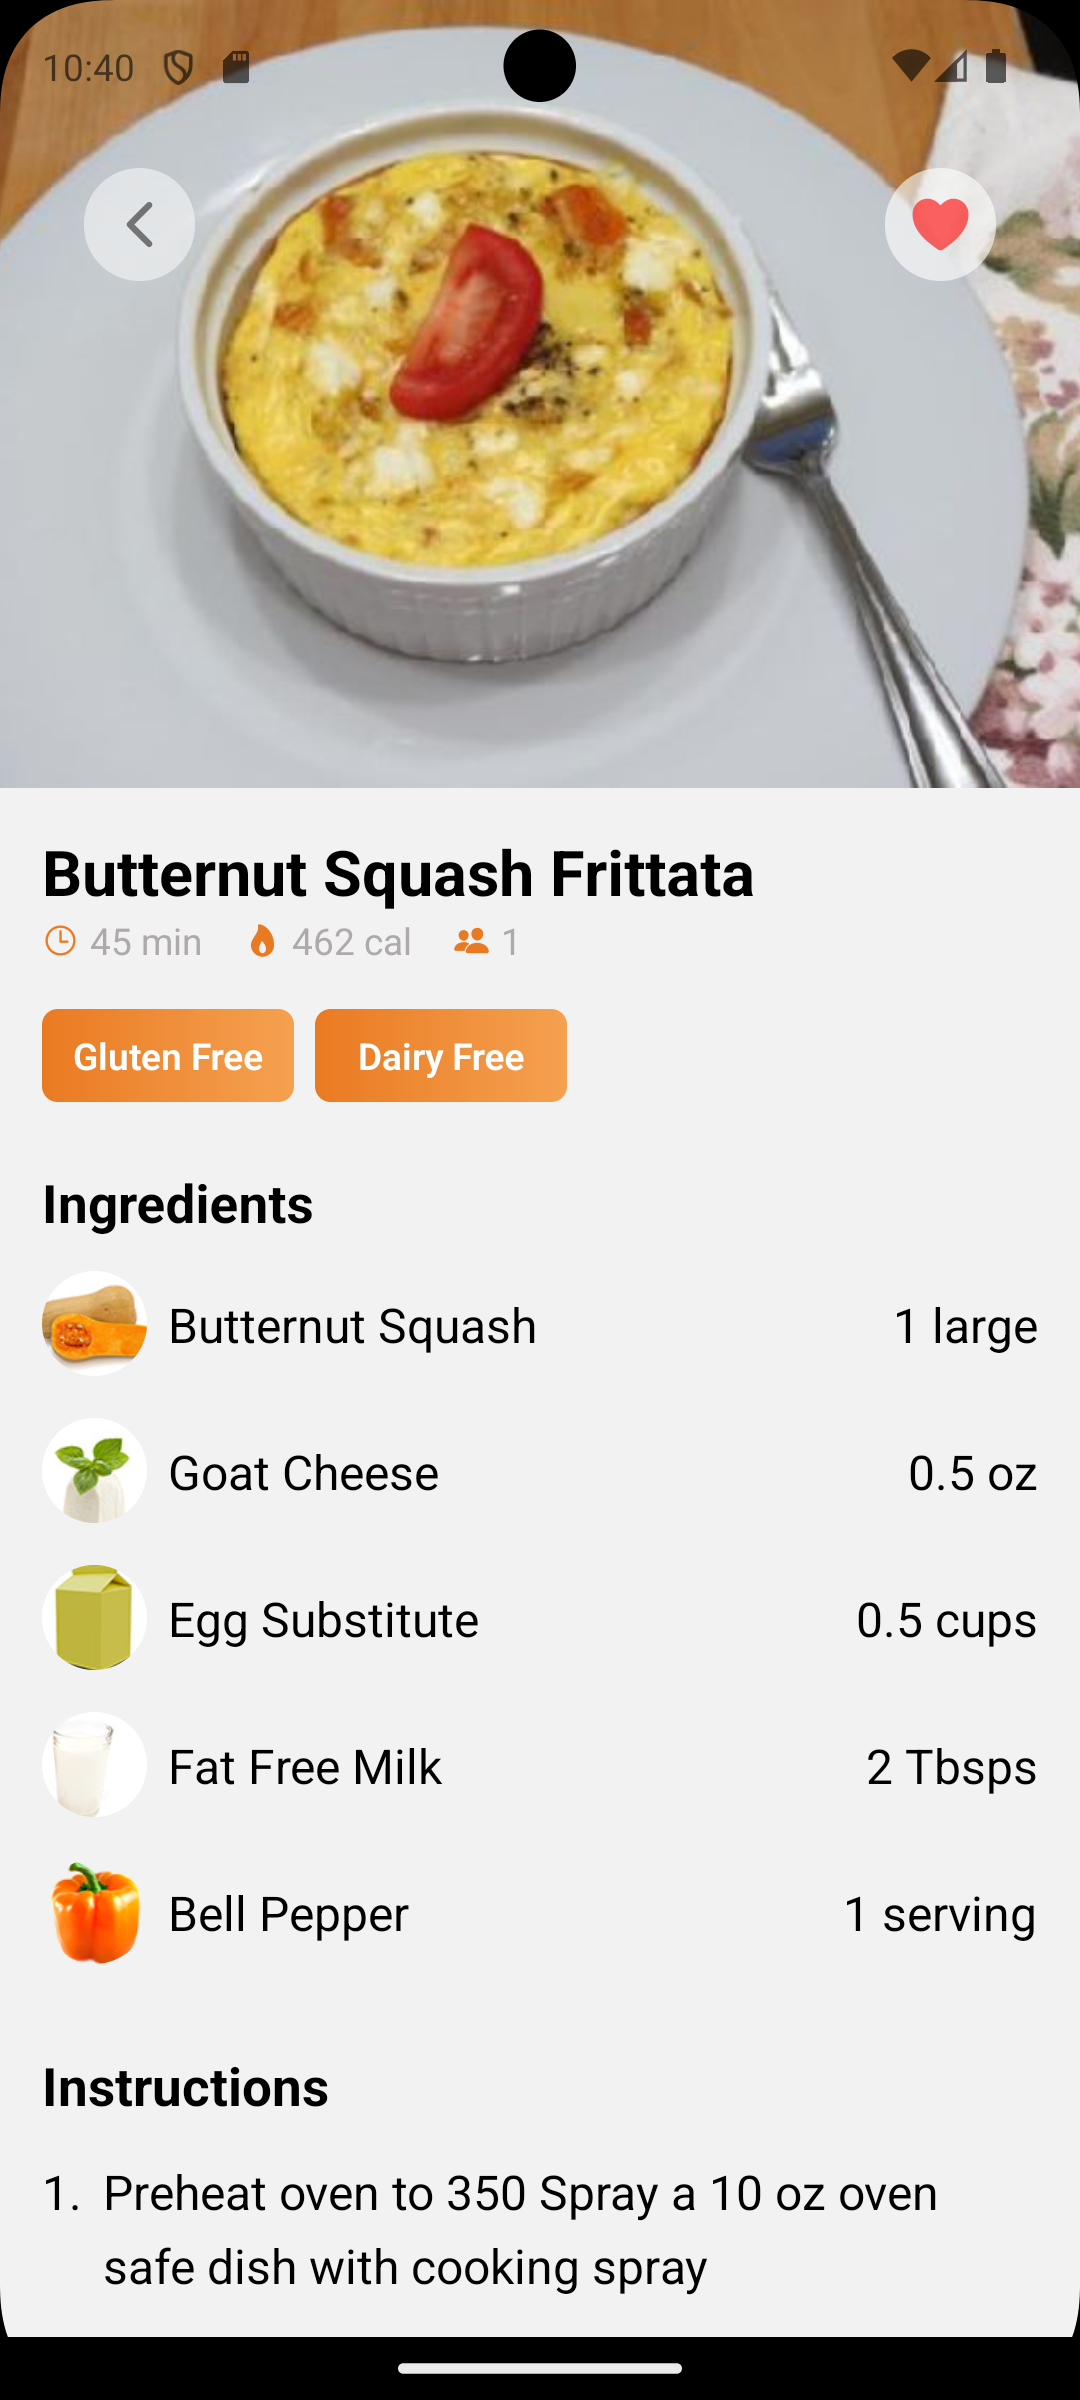 10:40
Butternut Squash Frittata
45 min 462 cal 1
Gluten Free Dairy Free
Ingredients
Butternut Squash 1 large
Goat Cheese 0.5 oz
Egg Substitute 0.5 cups
Fat Free Milk 2 Tbsps
Bell Pepper 1 serving
Instructions
1. Preheat oven to 350 Spray a 10 oz oven
safe dish with cooking spray